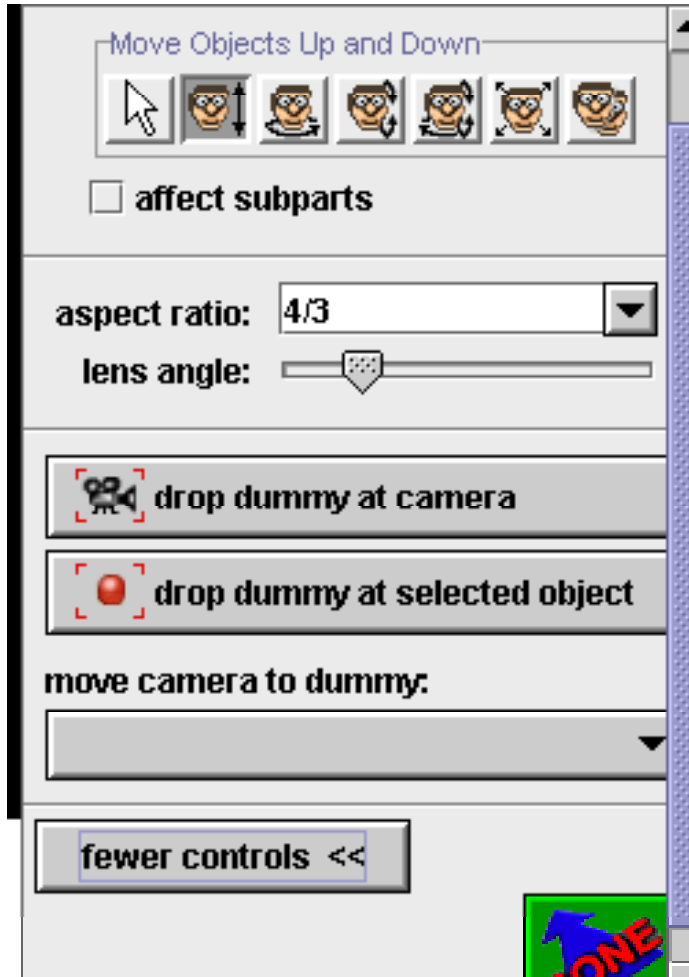 Move Objects Up and Down
affect subparts
aspect ratio: 4/3
lens angle:
drop dummy at camera
drop dummy at selected object
move camera to dummy:
fewer controls <<